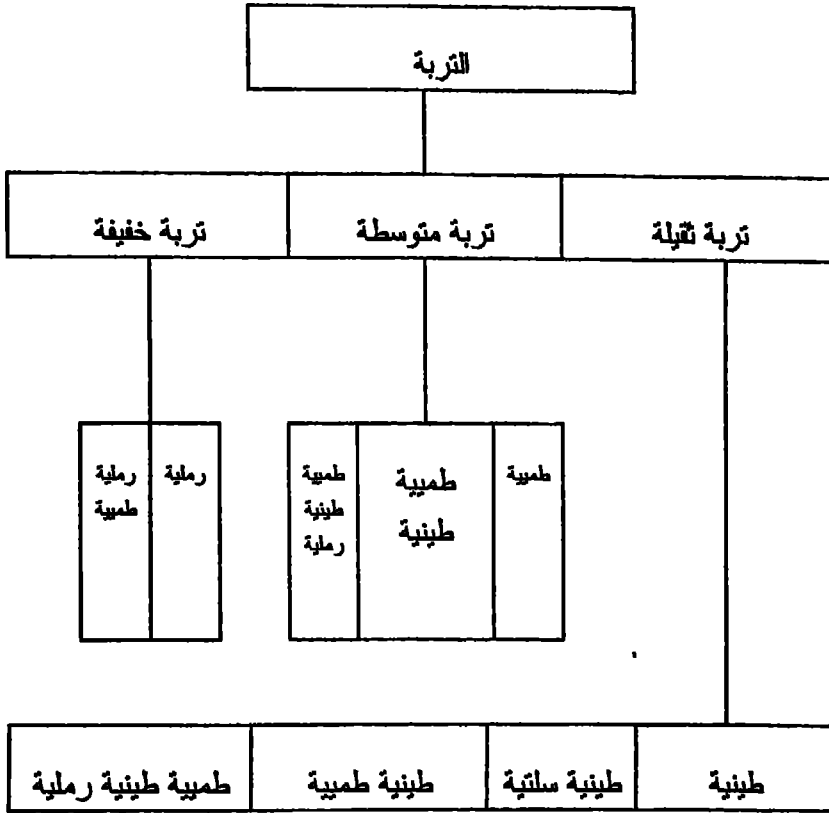 التربة
تربة ثقيلة
تربة متوسطة
تربة خفيفة
طميية
طميية
طينية
طميية
طينية
رملية
رملية
رملية
طميية
طينية
طينية سلتية
طينية طميية
طميية طينية رملية